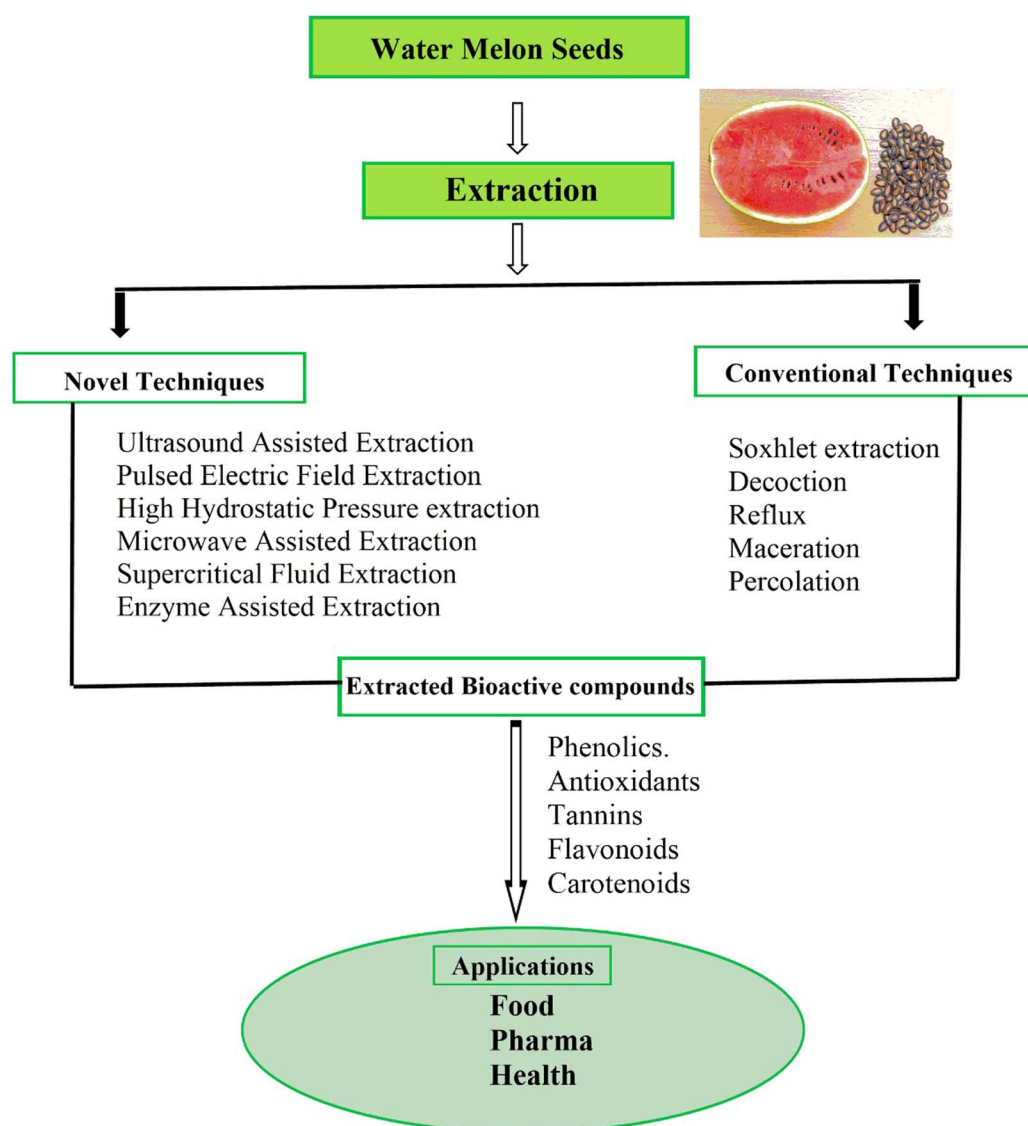 Water Melon Seeds
Extraction
Novel Techniques
Ultrasound Assisted Extraction
Pulsed Electric Field Extraction
High Hydrostatic Pressure extraction
Microwave Assisted Extraction
Supercritical Fluid Extraction
Enzyme Assisted Extraction
Conventional Techniques
Soxhlet extraction
Decoction
Reflux
Maceration
Percolation
Extracted Bioactive compounds
Phenolics.
Antioxidants
Tannins
Flavonoids
Carotenoids
Applications
Food
Pharma
Health